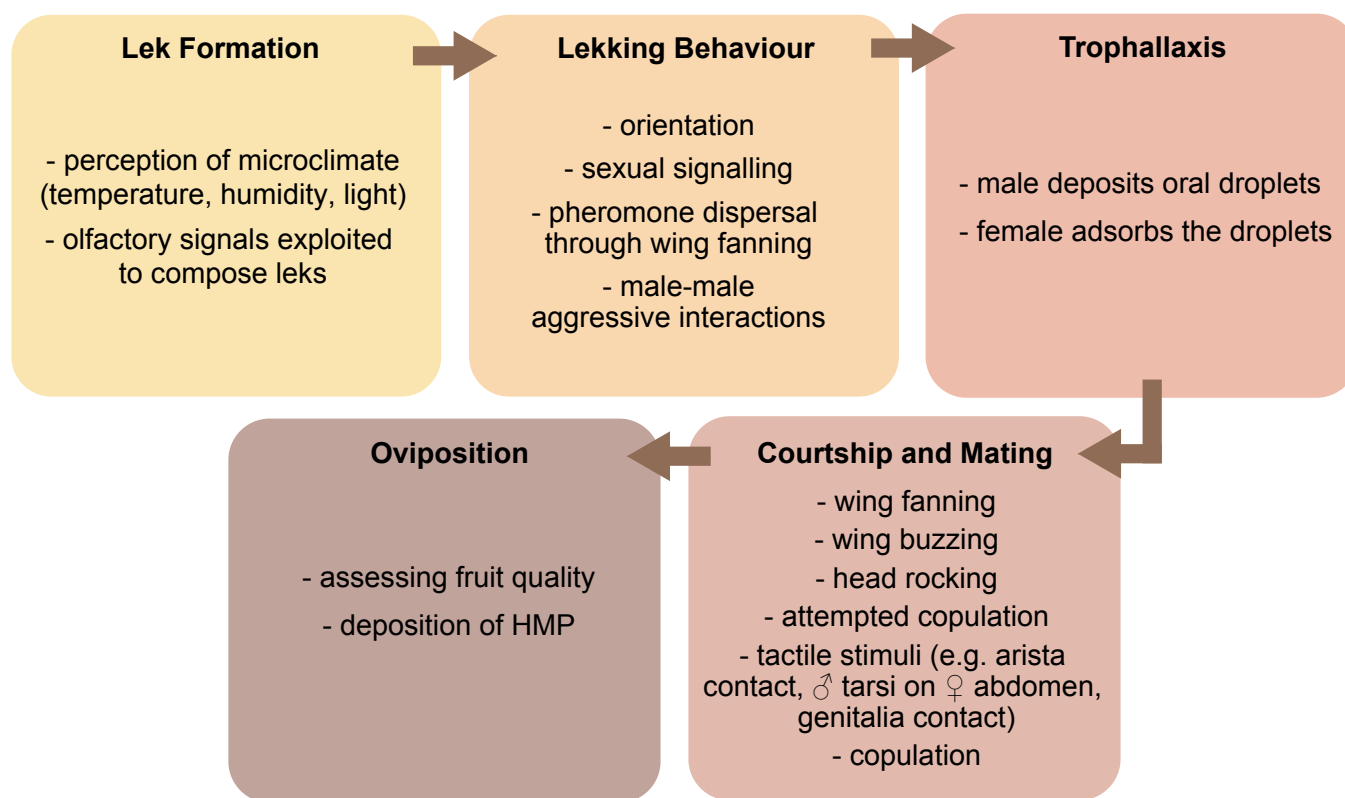 Lek Formation
- perception of microclimate
(temperature, humidity, light)
- olfactory signals exploited
to compose leks
Lekking Behaviour
- orientation
- sexual signalling
- pheromone dispersal
through wing fanning
- male-male
aggressive interactions
Trophallaxis
- male deposits oral droplets
- female adsorbs the droplets
Courtship and Mating
- wing fanning
- wing buzzing
- head rocking
- attempted copulation
- tactile stimuli (e.g. arista
contact, ♂ tarsi on ♀ abdomen,
genitalia contact)
- copulation
Oviposition
- assessing fruit quality
- deposition of HMP